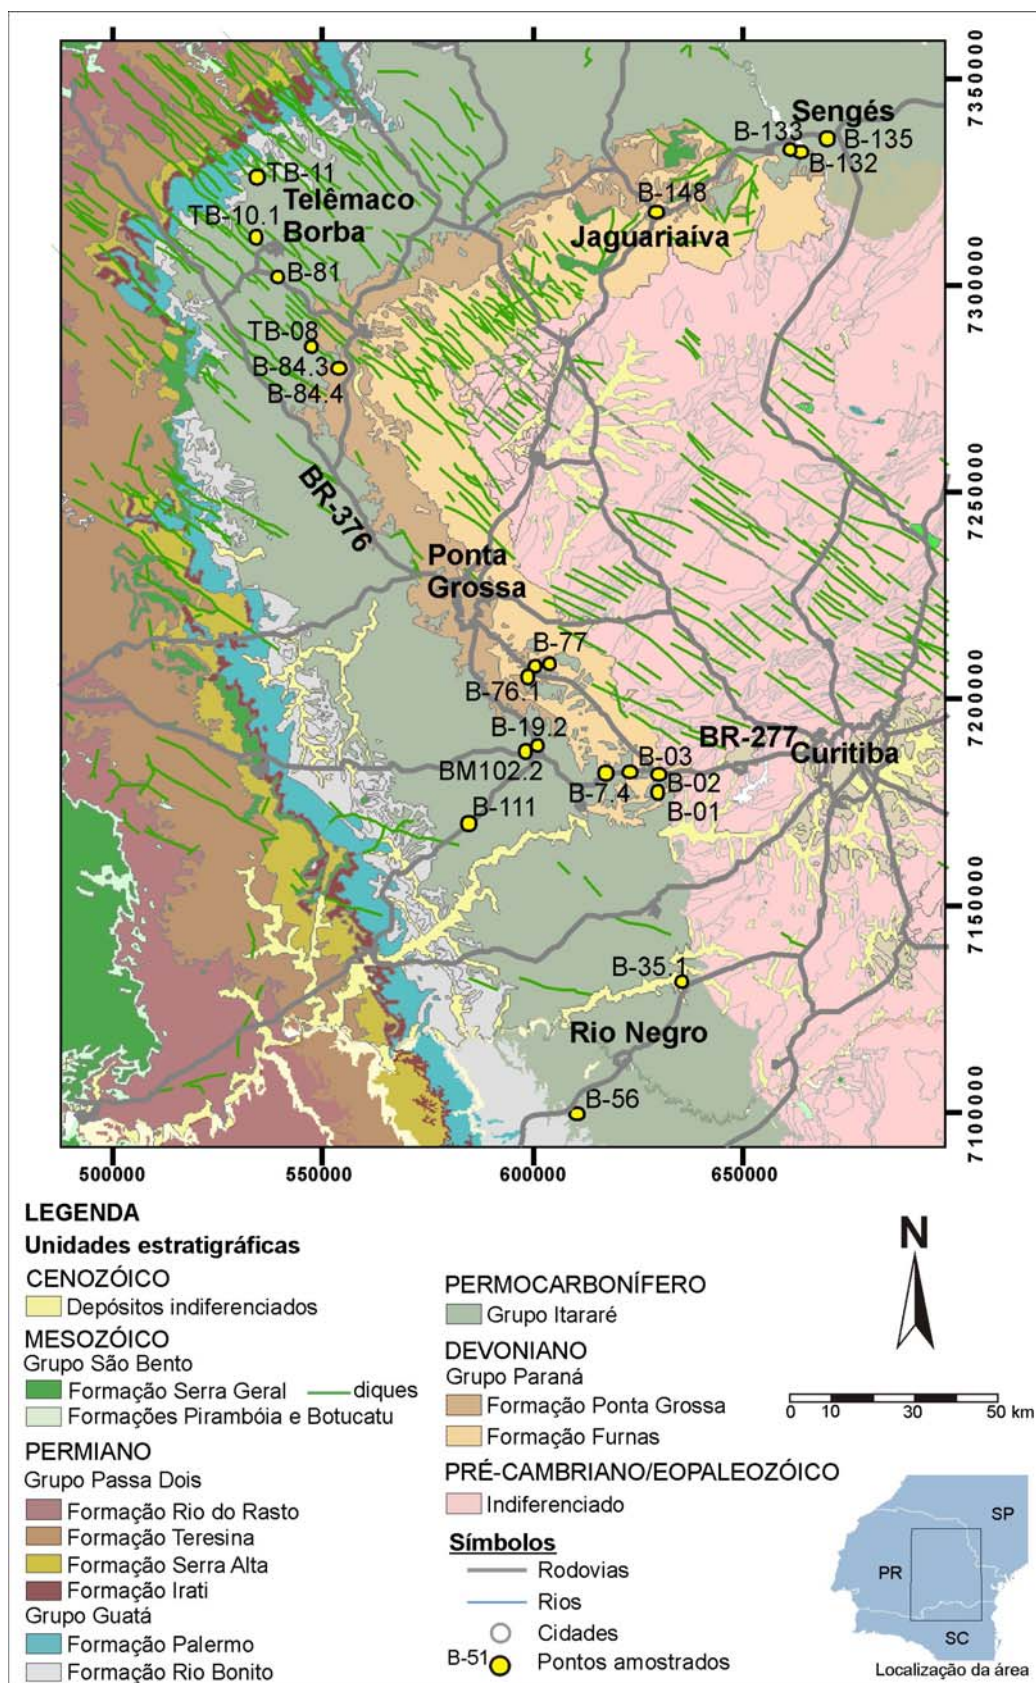 Sengés
B-133
B-135
B-132
7350000
TB-11
B-148
Telêmaco
Borba
TB-10.1
Jaguariaíva
B-81
7300000
TB-08
B-84.3
B-84.4
BR-376
7250000
Ponta
Grossa
B-77
B-76.1
7200000
B-19.2
BR-277
B-03
Curitiba
BM102.2
B-7.4
B-02
B-01
B-111
7150000
B-35.1
Rio Negro
B-56
7100000
500000
550000
600000
650000
LEGENDA
Unidades estratigráficas
CENOZÓICO
Depósitos indiferenciados
MESOZÓICO
Grupo São Bento
Formação Serra Geral
diques
Formações Pirambóia e Botucatu
PERMIANO
Grupo Passa Dois
Formação Rio do Rasto
Formação Teresina
Formação Serra Alta
Formação Irati
Grupo Guatá
Formação Palermo
Formação Rio Bonito
PERMOCARBONÍFERO
Grupo Itararé
DEVONIANO
Grupo Paraná
Formação Ponta Grossa
Formação Furnas
PRÉ-CAMBRIANO/EOPALEOZÓICO
Indiferenciado
Símbolos
Rodovias
Rios
Cidades
B-51
Pontos amostrados
N
0 10 30 50 km
SP
PR
SC
Localização da área